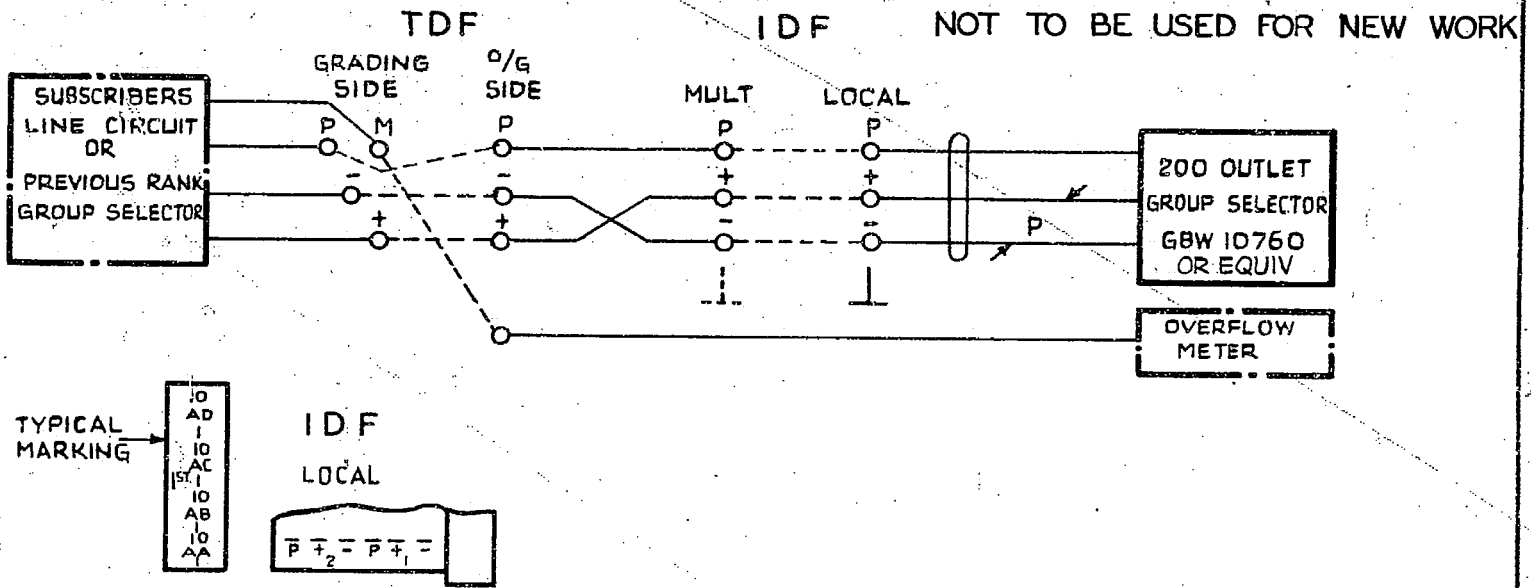 TDF IDF NOT TO BE USED FOR NEW WORK
GRADING SIDE
O/G SIDE
MULT
LOCAL
SUBSCRIBERS
LINE CIRCUIT
OR
PREVIOUS RANK
GROUP SELECTOR
P M P P P
- - + +
+ + - -
P
200 OUTLET
GROUP SELECTOR
GBW 10760
OR EQUIV
OVERFLOW
METER
TYPICAL
MARKING
10
AD
1
10
AC
1ST. 1
10
AB
1
10
AA
1
IDF
LOCAL
P + 2 - P + 1 -